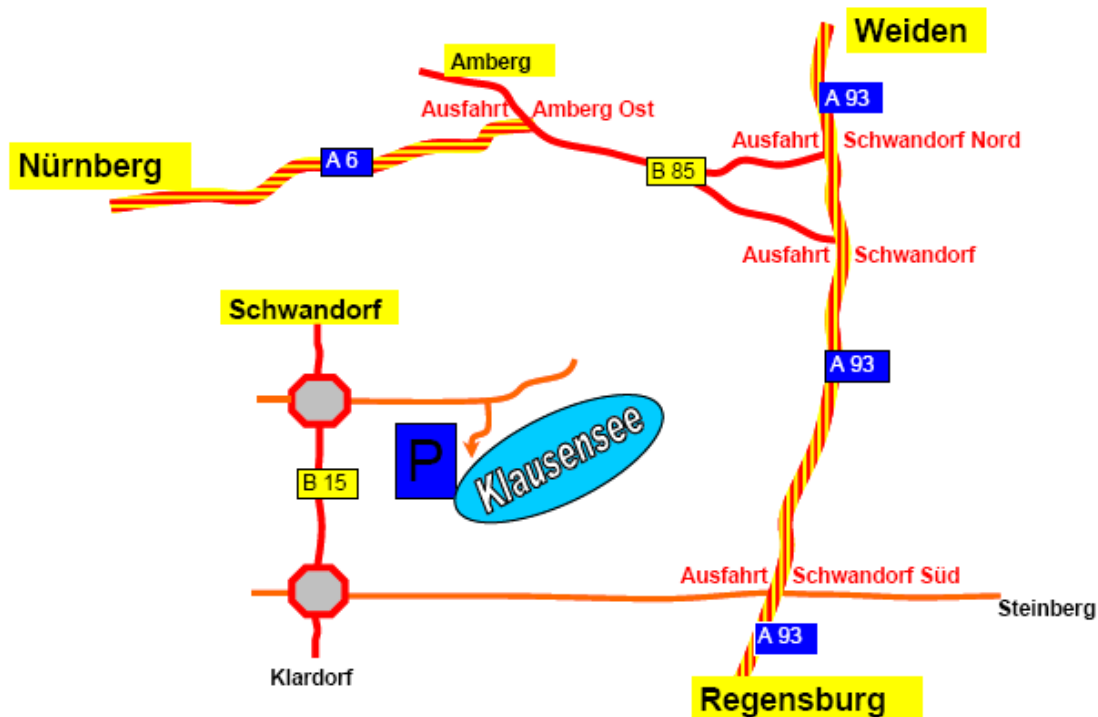 Weiden
Amberg
A 93
Ausfahrt Amberg Ost
Ausfahrt Schwandorf Nord
Nürnberg
A 6
B 85
Ausfahrt Schwandorf
Schwandorf
A 93
P
Klausensee
B 15
Ausfahrt Schwandorf Süd
Steinberg
A 93
Klardorf
Regensburg